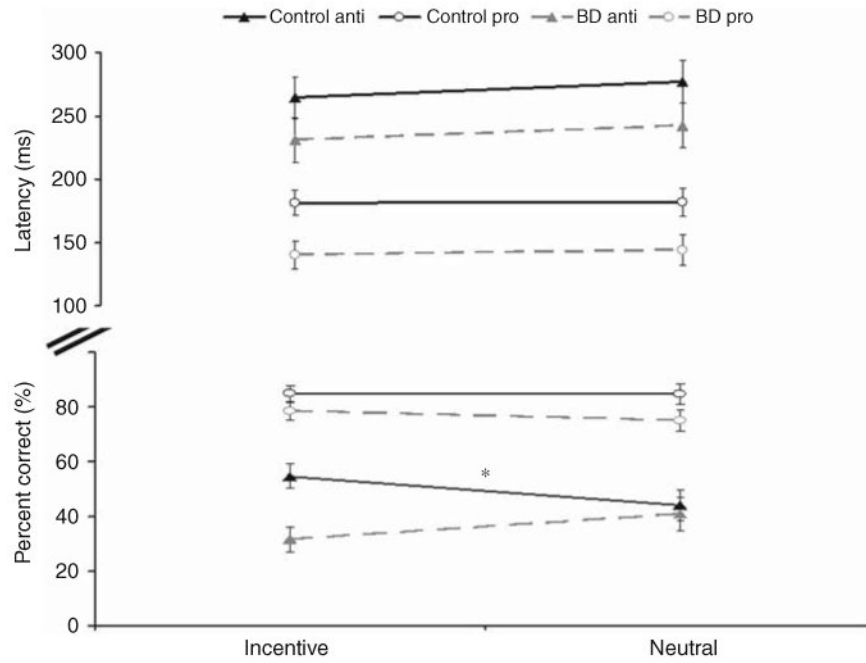 Control anti Control pro BD anti BD pro
300
250
200
150
100
Latency (ms)
80
60
40
20
0
Percent correct (%)
*
Incentive Neutral